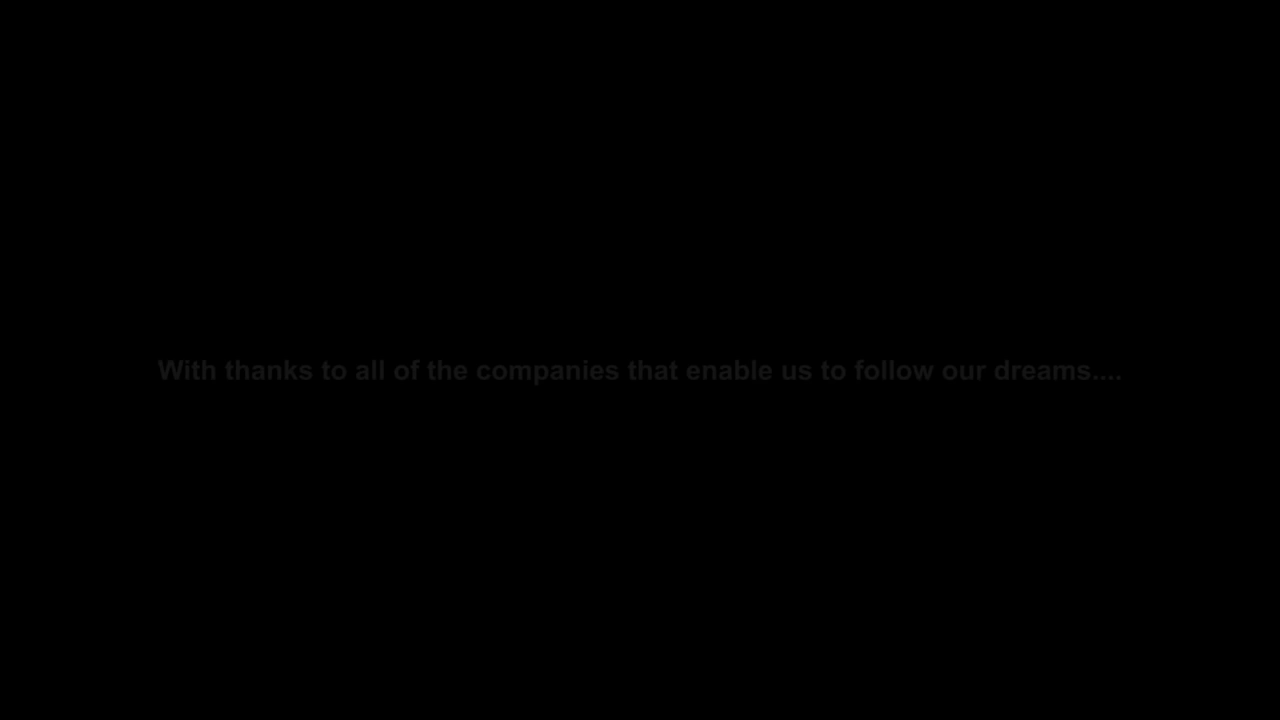 With thanks to all of the companies that enable us to follow our dreams....